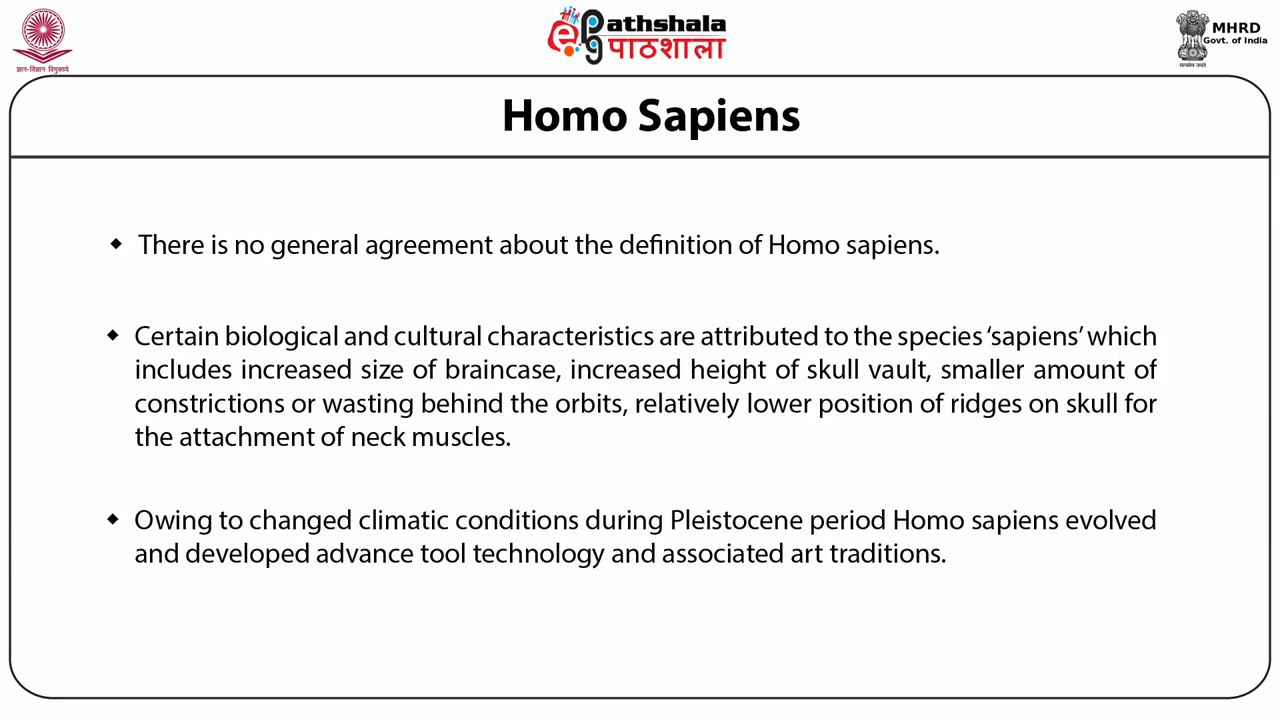 ज्ञान-विज्ञान विमुक्तये
ePathshala
पाठशाला
सत्यमेव जयते
MHRD
Govt. of India
Homo Sapiens
There is no general agreement about the definition of Homo sapiens.
Certain biological and cultural characteristics are attributed to the species ‘sapiens’ which
includes increased size of braincase, increased height of skull vault, smaller amount of
constrictions or wasting behind the orbits, relatively lower position of ridges on skull for
the attachment of neck muscles.
Owing to changed climatic conditions during Pleistocene period Homo sapiens evolved
and developed advance tool technology and associated art traditions.